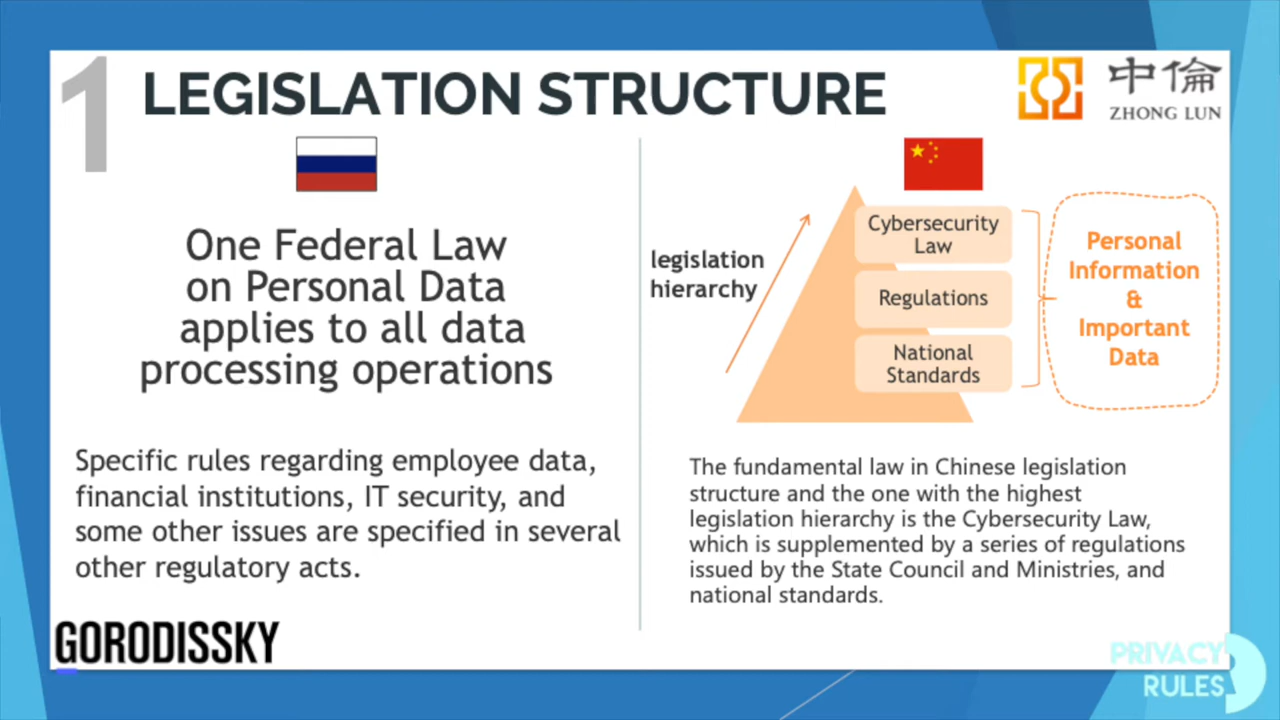 1
LEGISLATION STRUCTURE
中倫
ZHONG LUN
One Federal Law
on Personal Data
applies to all data
processing operations
Specific rules regarding employee data,
financial institutions, IT security, and
some other issues are specified in several
other regulatory acts.
GORODISSKY
legislation
hierarchy
Cybersecurity
Law
Regulations
National
Standards
Personal
Information
&
Important
Data
The fundamental law in Chinese legislation
structure and the one with the highest
legislation hierarchy is the Cybersecurity Law,
which is supplemented by a series of regulations
issued by the State Council and Ministries, and
national standards.
PRIVACY
RULES